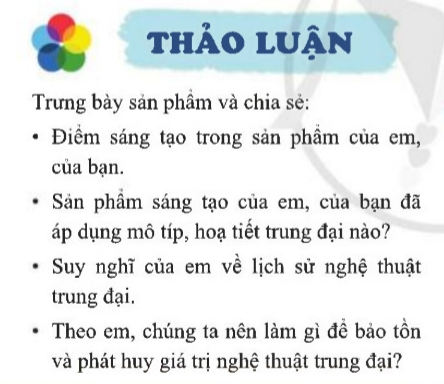 THẢO LUẬN
Trưng bày sản phẩm và chia sẻ:
• Điểm sáng tạo trong sản phẩm của em,
của bạn.
• Sản phẩm sáng tạo của em, của bạn đã
áp dụng mô típ, hoạ tiết trung đại nào?
• Suy nghĩ của em về lịch sử nghệ thuật
trung đại.
• Theo em, chúng ta nên làm gì để bảo tồn
và phát huy giá trị nghệ thuật trung đại?